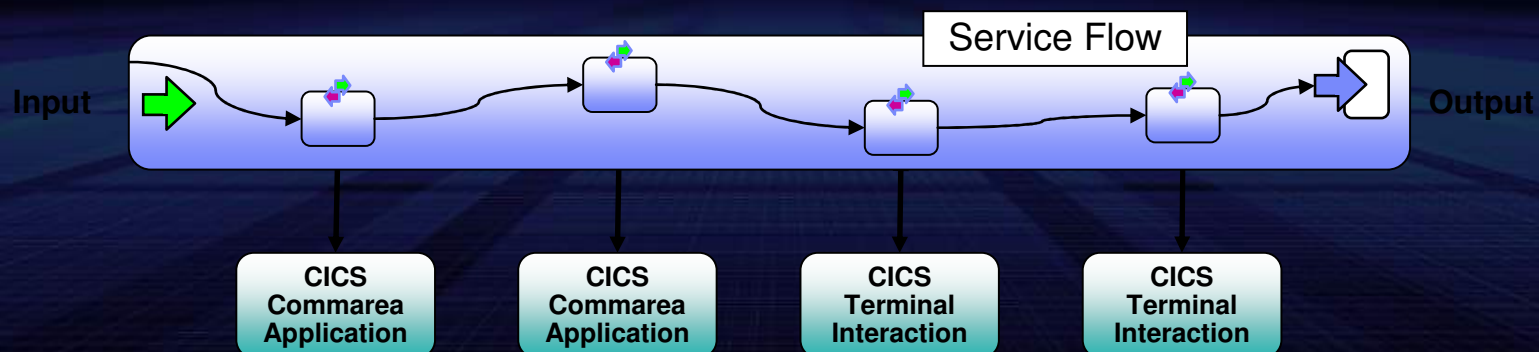 Service Flow
Input
Output
CICS
Commarea
Application
CICS
Commarea
Application
CICS
Terminal
Interaction
CICS
Terminal
Interaction